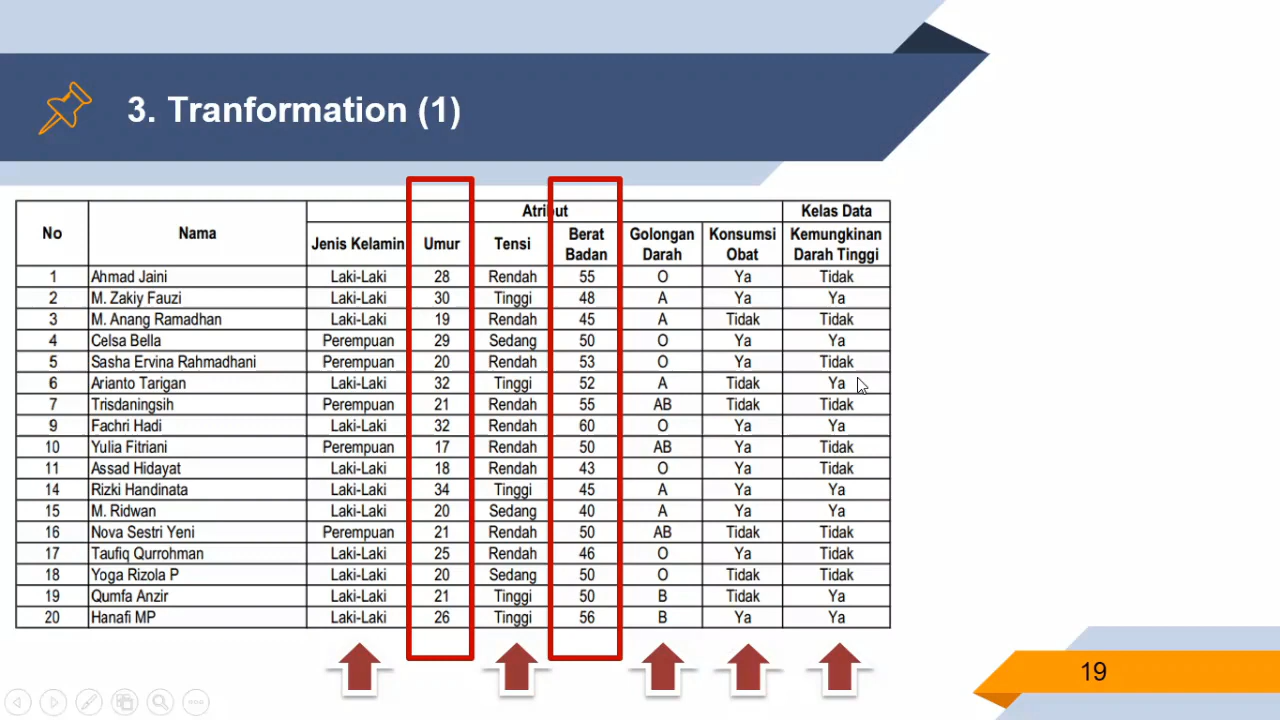 3. Tranformation (1)
No Nama Atribut Kelas Data
Jenis Kelamin Umur Tensi Berat Badan Golongan Darah Konsumsi Obat Kemungkinan Darah Tinggi
1 Ahmad Jaini Laki-Laki 28 Rendah 55 O Ya Tidak
2 M. Zakiy Fauzi Laki-Laki 30 Tinggi 48 A Ya Ya
3 M. Anang Ramadhan Laki-Laki 19 Rendah 45 A Tidak Tidak
4 Celsa Bella Perempuan 29 Sedang 50 O Ya Ya
5 Sasha Ervina Rahmadhani Perempuan 20 Rendah 53 O Ya Tidak
6 Arianto Tarigan Laki-Laki 32 Tinggi 52 A Tidak Ya
7 Trisdaningsih Perempuan 21 Rendah 55 AB Tidak Tidak
9 Fachri Hadi Laki-Laki 32 Rendah 60 O Ya Ya
10 Yulia Fitriani Perempuan 17 Rendah 50 AB Ya Tidak
11 Assad Hidayat Laki-Laki 18 Rendah 43 O Ya Tidak
14 Rizki Handinata Laki-Laki 34 Tinggi 45 A Ya Ya
15 M. Ridwan Laki-Laki 20 Sedang 40 A Ya Ya
16 Nova Sestri Yeni Perempuan 21 Rendah 50 AB Tidak Tidak
17 Taufiq Qurrohman Laki-Laki 25 Rendah 46 O Ya Tidak
18 Yoga Rizola P Laki-Laki 20 Sedang 50 O Tidak Tidak
19 Qumfa Anzir Laki-Laki 21 Tinggi 50 B Tidak Ya
20 Hanafi MP Laki-Laki 26 Tinggi 56 B Ya Ya
19